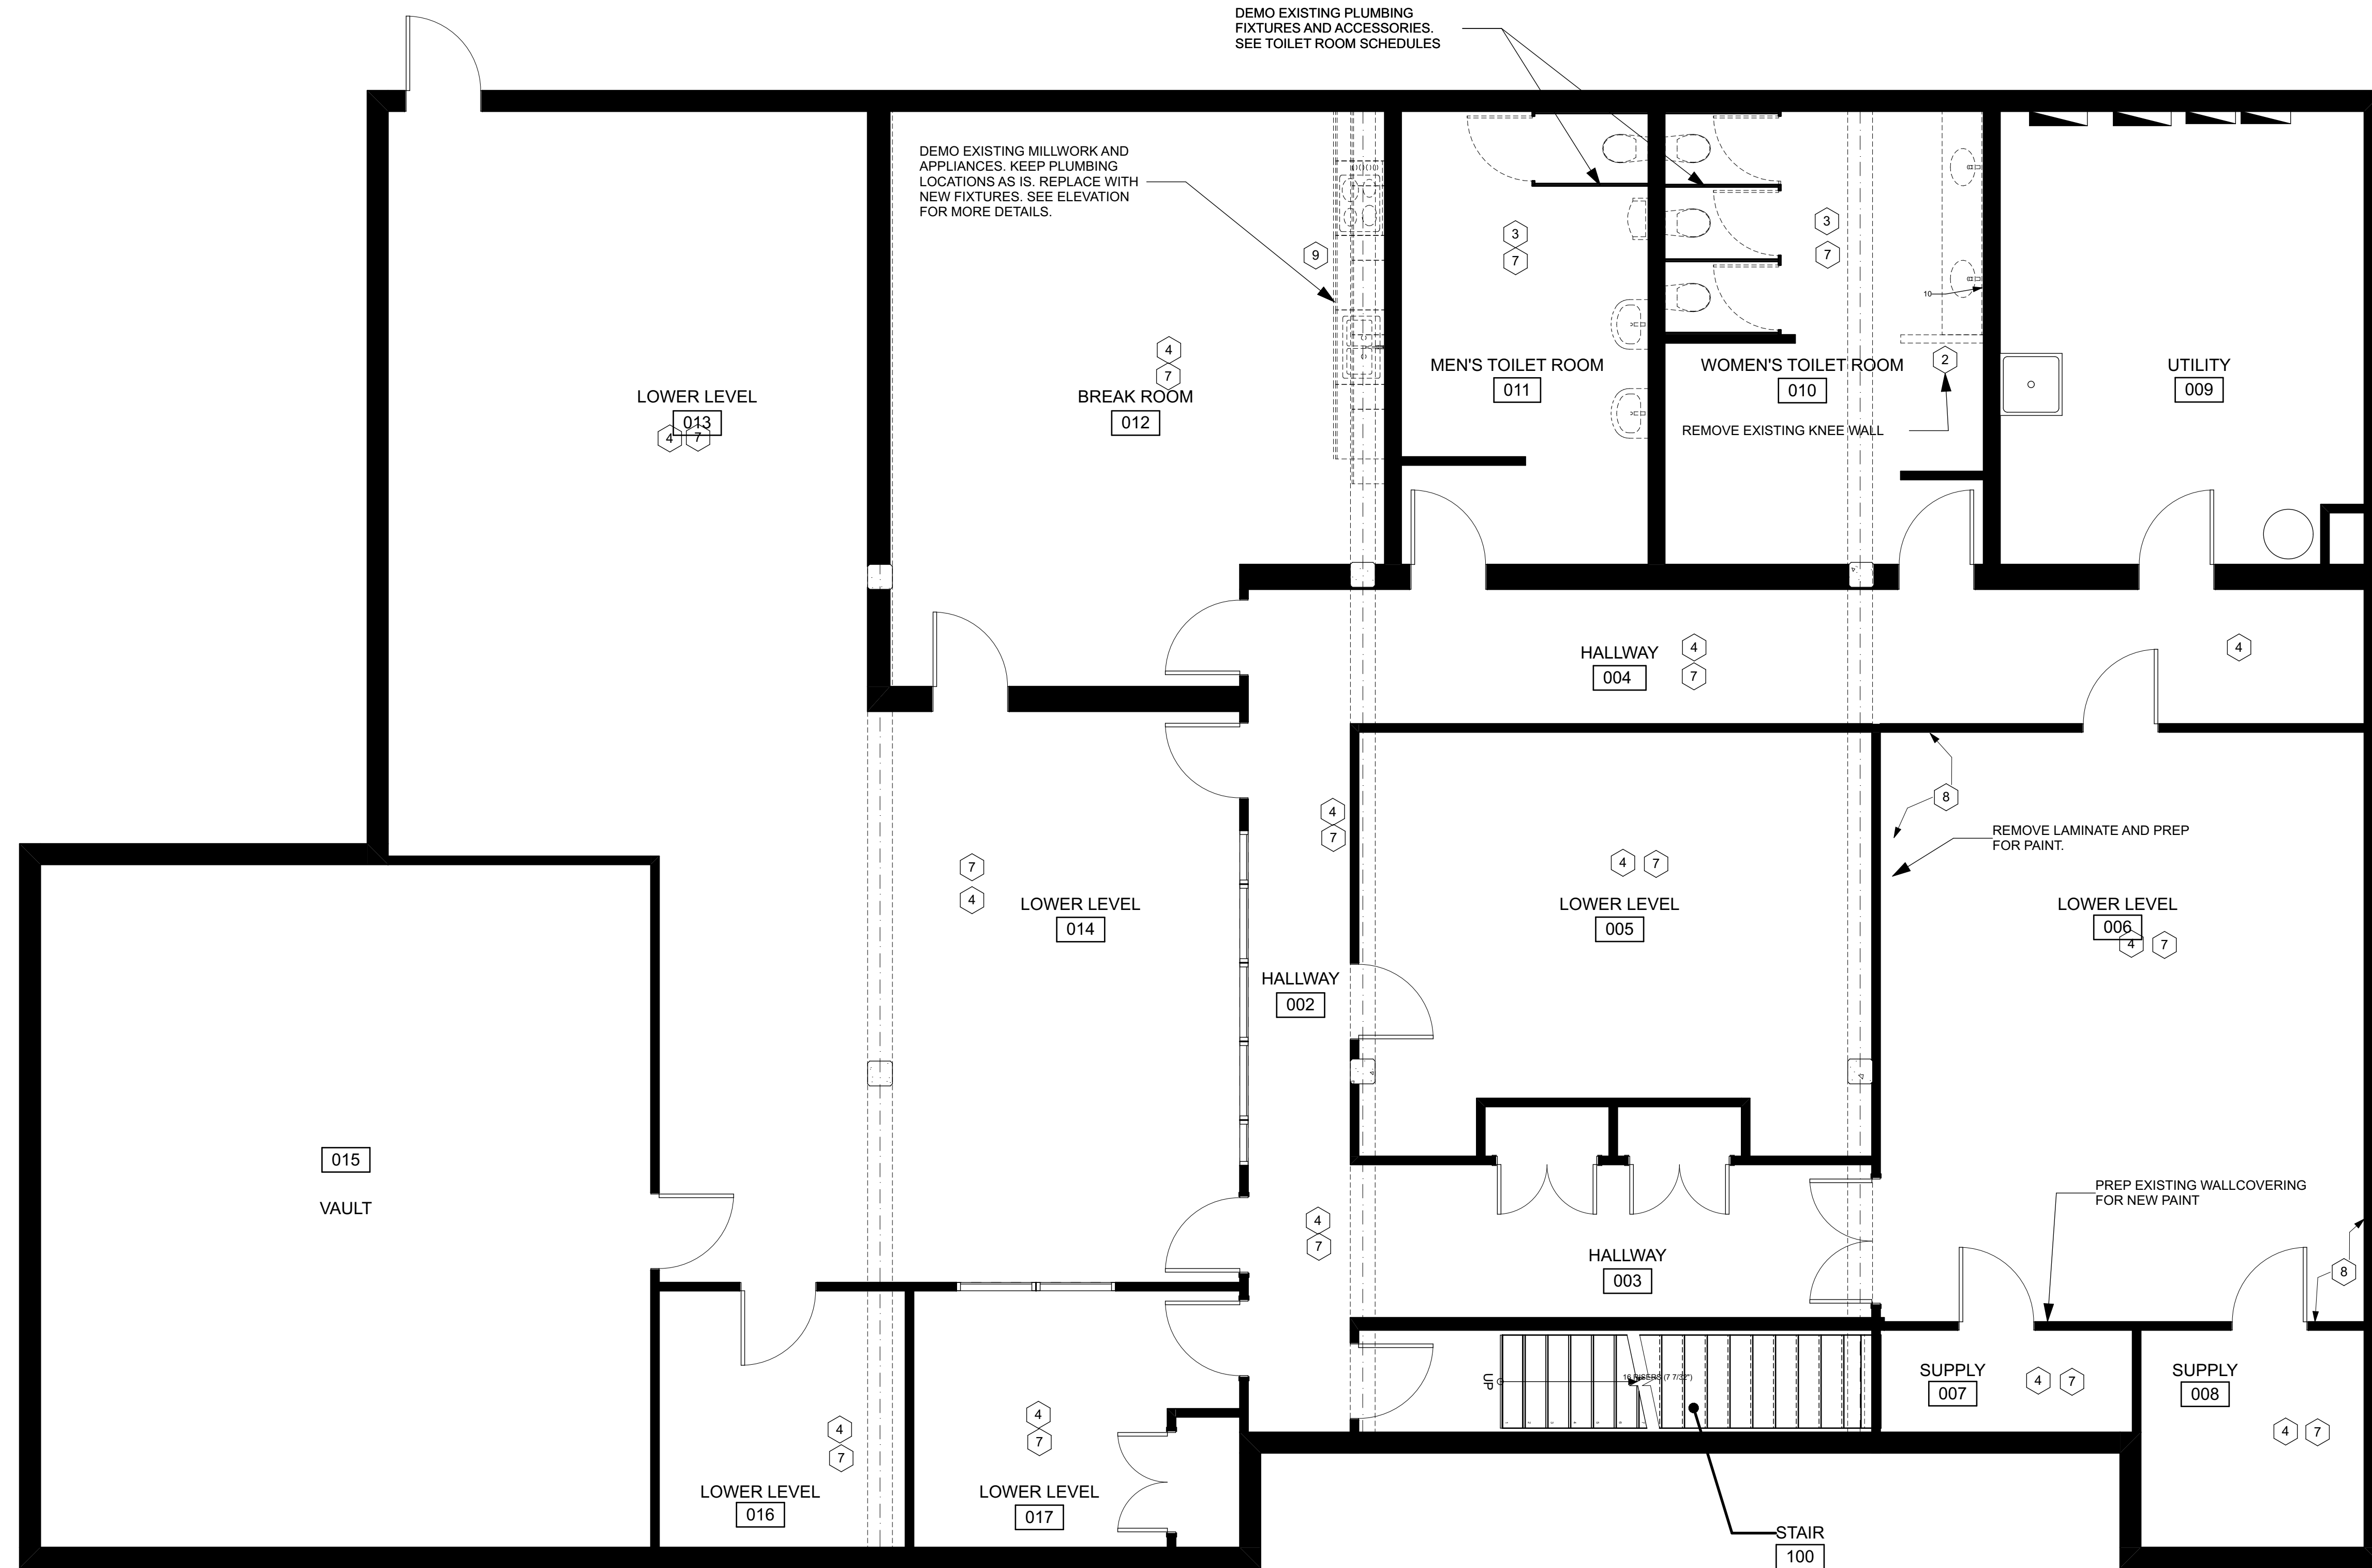 DEMO EXISTING PLUMBING
FIXTURES AND ACCESSORIES.
SEE TOILET ROOM SCHEDULES
DEMO EXISTING MILLWORK AND
APPLIANCES. KEEP PLUMBING
LOCATIONS AS IS. REPLACE WITH
NEW FIXTURES. SEE ELEVATION
FOR MORE DETAILS.
9
3
7
3
7
10
4
7
2
LOWER LEVEL
013
4
7
BREAK ROOM
012
MEN'S TOILET ROOM
011
WOMEN'S TOILET ROOM
010
REMOVE EXISTING KNEE WALL
UTILITY
009
HALLWAY
004
4
7
4
4
7
8
REMOVE LAMINATE AND PREP
FOR PAINT.
7
4
LOWER LEVEL
014
4
7
LOWER LEVEL
005
LOWER LEVEL
006
4
7
HALLWAY
002
015
VAULT
4
7
HALLWAY
003
PREP EXISTING WALLCOVERING
FOR NEW PAINT
8
UP
16 RISERS (7 7/32")
SUPPLY
007
4
7
SUPPLY
008
4
7
4
7
LOWER LEVEL
016
4
7
LOWER LEVEL
017
STAIR
100